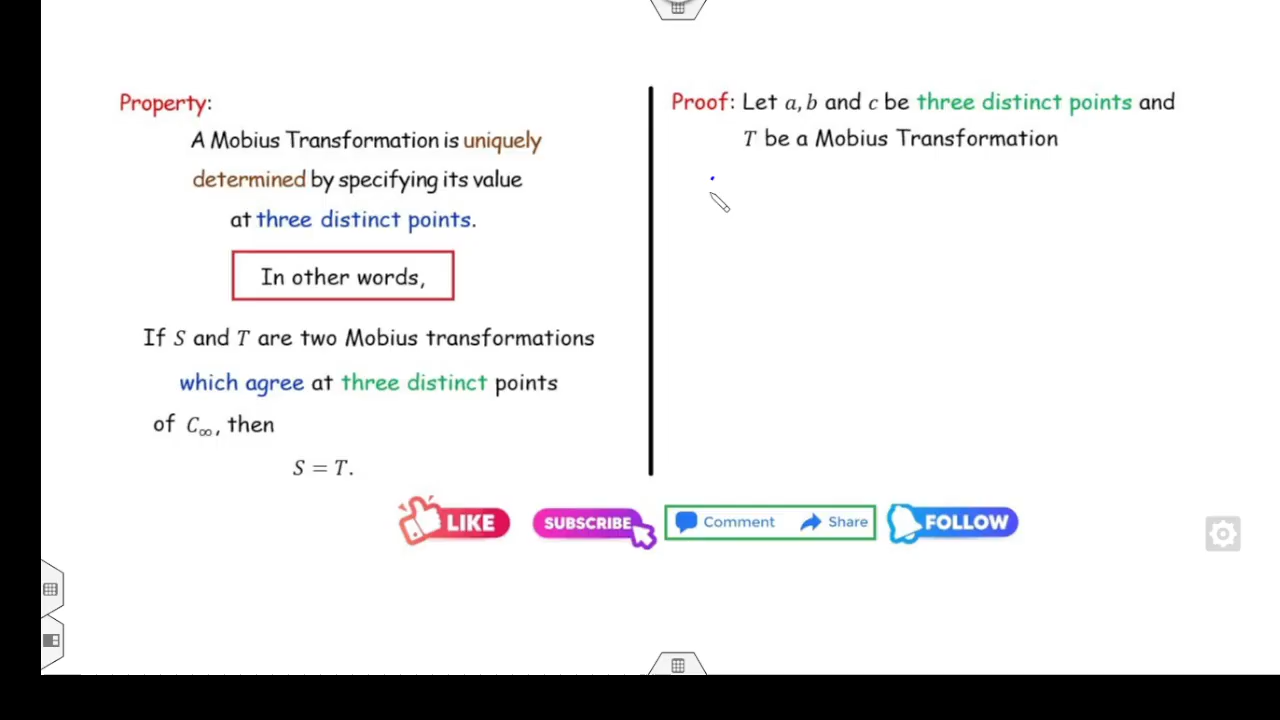 Property:
A Mobius Transformation is uniquely
determined by specifying its value
at three distinct points.
In other words,
If S and T are two Mobius transformations
which agree at three distinct points
of C∞, then
S = T.
Proof: Let a, b and c be three distinct points and
T be a Mobius Transformation
LIKE
SUBSCRIBE
Comment
Share
FOLLOW